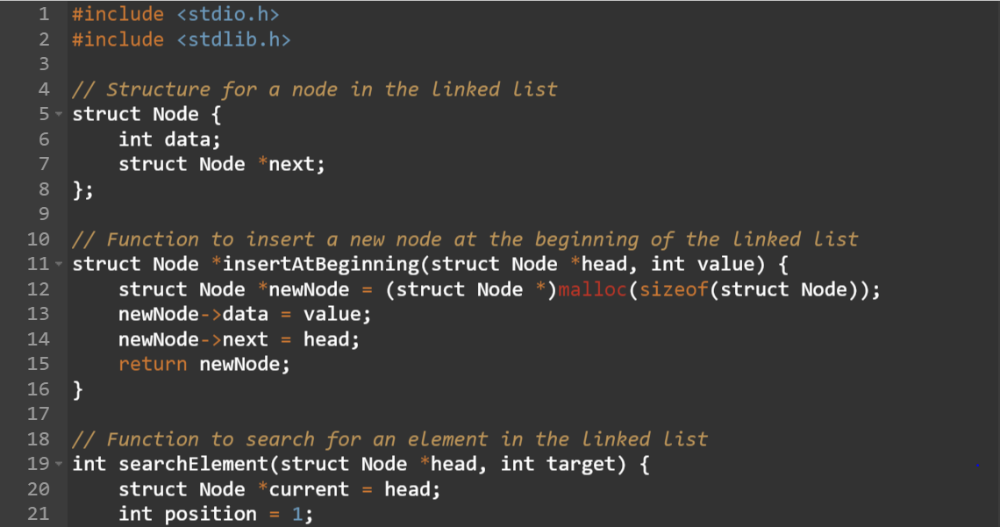 1 #include <stdio.h>
2 #include <stdlib.h>
3
4 // Structure for a node in the linked list
5 struct Node {
6     int data;
7     struct Node *next;
8 };
9
10 // Function to insert a new node at the beginning of the linked list
11 struct Node *insertAtBeginning(struct Node *head, int value) {
12     struct Node *newNode = (struct Node *)malloc(sizeof(struct Node));
13     newNode->data = value;
14     newNode->next = head;
15     return newNode;
16 }
17
18 // Function to search for an element in the linked list
19 int searchElement(struct Node *head, int target) {
20     struct Node *current = head;
21     int position = 1;